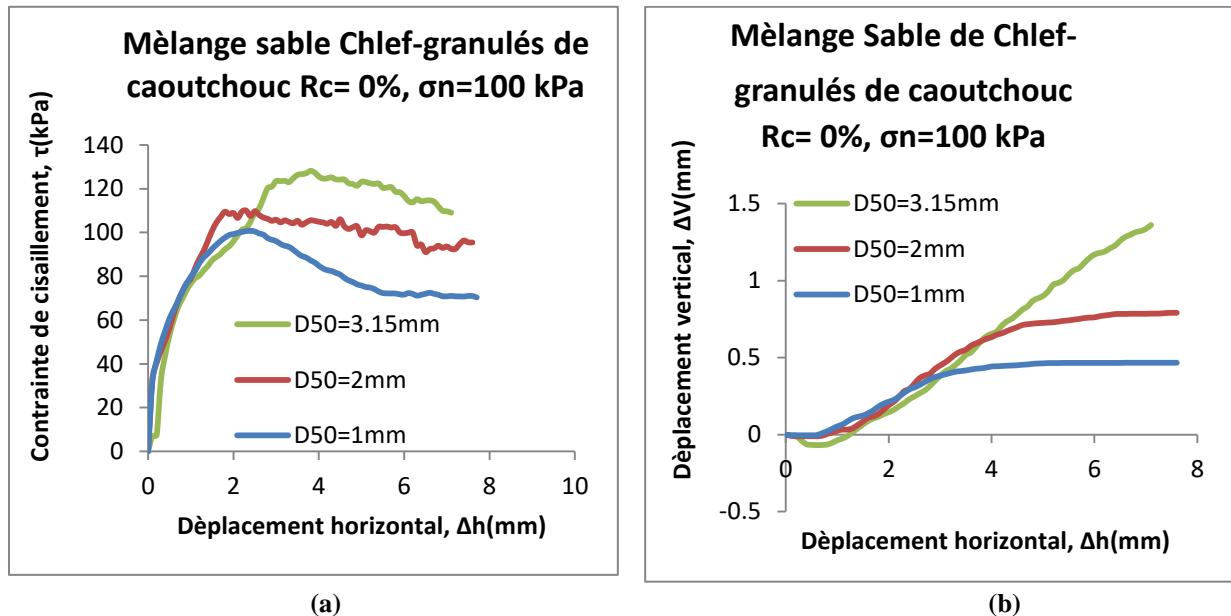 Mèlange sable Chlef-granulés de
caoutchouc Rc= 0%, σn=100 kPa
Contrainte de cisaillement, τ(kPa)
140
120
100
80
60
40
20
0
D50=3.15mm
D50=2mm
D50=1mm
0 2 4 6 8 10
Dèplacement horizontal, Δh(mm)
(a)
Mèlange Sable de Chlef-
granulés de caoutchouc
Rc= 0%, σn=100 kPa
Dèplacement vertical, ΔV(mm)
D50=3.15mm
D50=2mm
D50=1mm
1.5
1
0.5
0
-0.5
0 2 4 6 8
Dèplacement horizontal, Δh(mm)
(b)